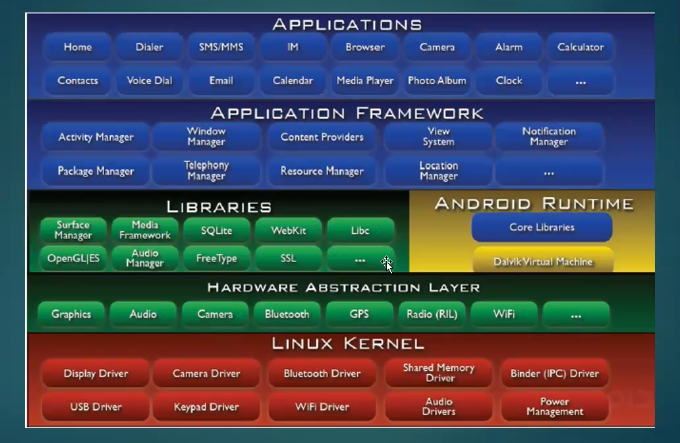 APPLICATIONS
Home Dialer SMS/MMS IM Browser Camera Alarm Calculator
Contacts Voice Dial Email Calendar Media Player Photo Album Clock ...
APPLICATION FRAMEWORK
Activity Manager Window Manager Content Providers View System Notification Manager
Package Manager Telephony Manager Resource Manager Location Manager ...
LIBRARIES
Surface Manager Media Framework SQLite WebKit Libc
OpenGL|ES Audio Manager FreeType SSL ...
ANDROID RUNTIME
Core Libraries
Dalvik Virtual Machine
HARDWARE ABSTRACTION LAYER
Graphics Audio Camera Bluetooth GPS Radio (RIL) WiFi ...
LINUX KERNEL
Display Driver Camera Driver Bluetooth Driver Shared Memory Driver Binder (IPC) Driver
USB Driver Keypad Driver WiFi Driver Audio Drivers Power Management